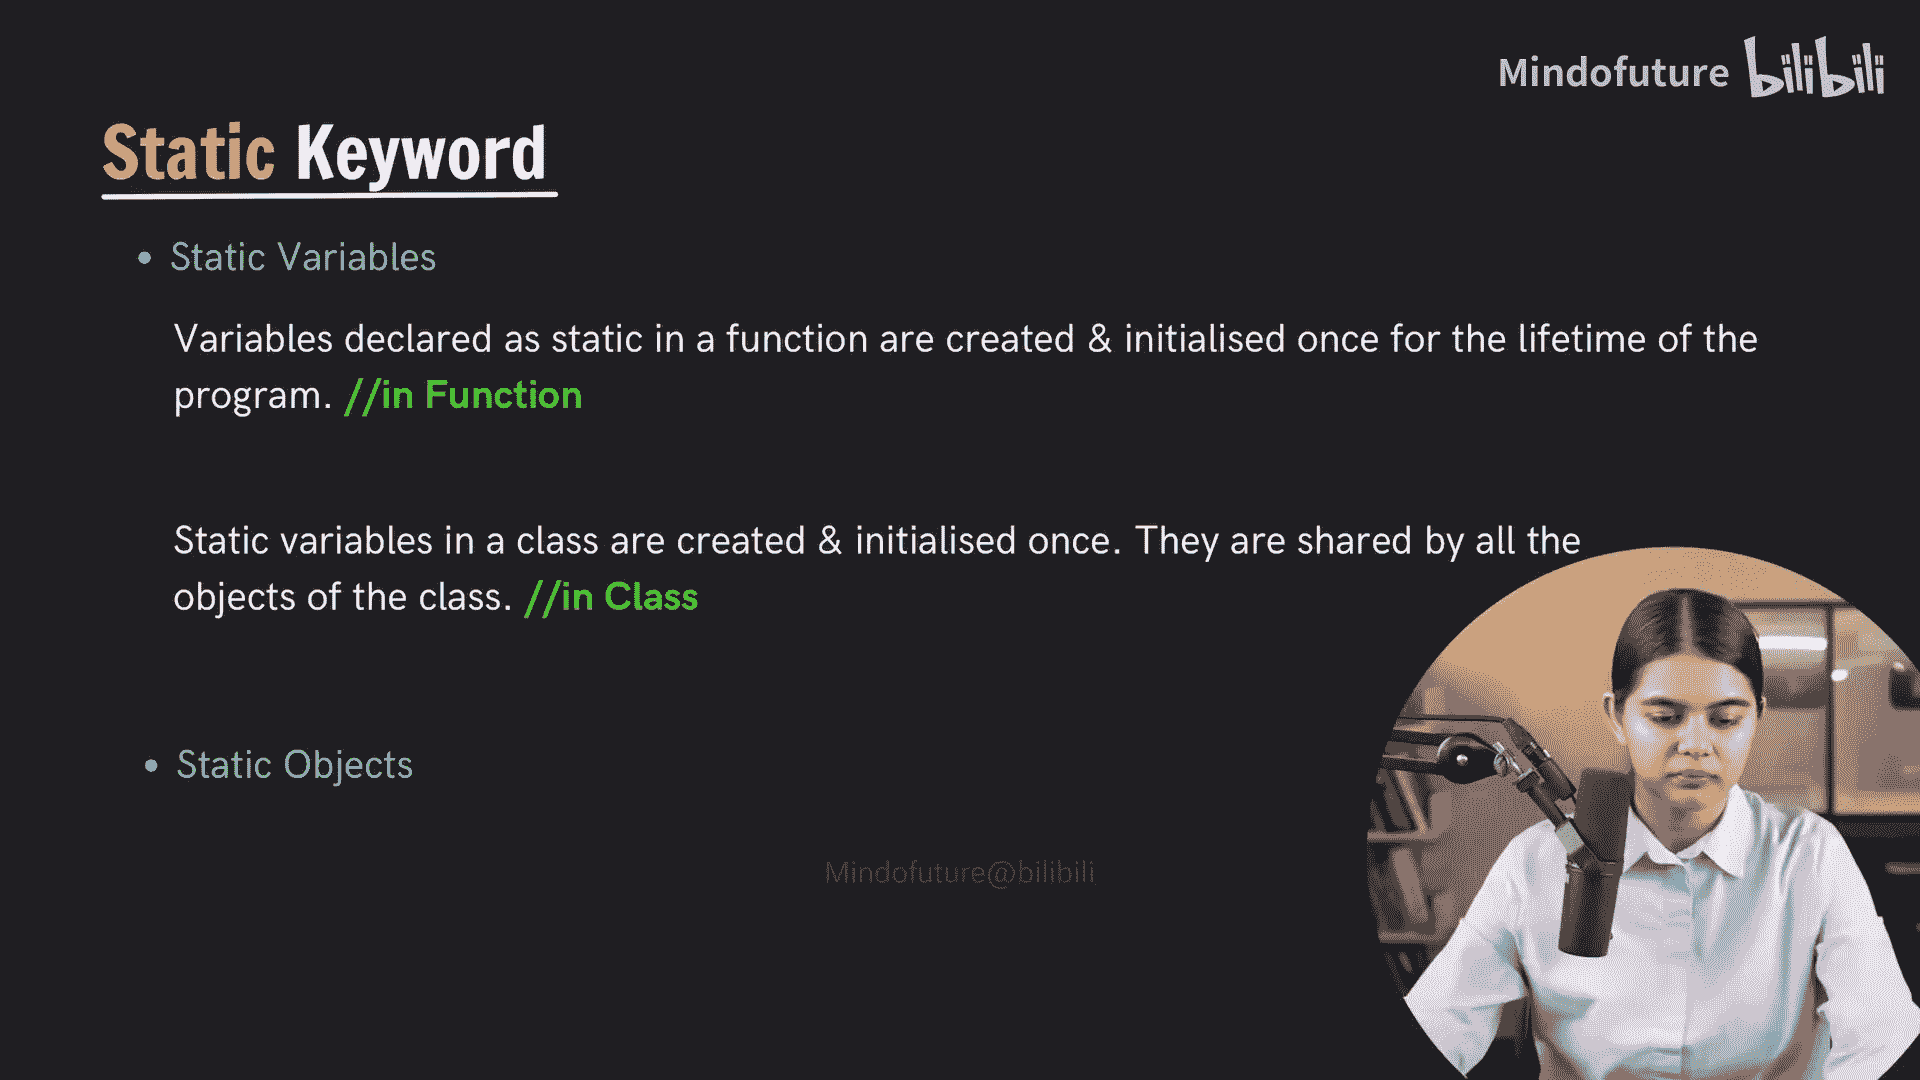 Mindofuture bilibili
Static Keyword
• Static Variables
Variables declared as static in a function are created & initialised once for the lifetime of the
program. //in Function
Static variables in a class are created & initialised once. They are shared by all the
objects of the class. //in Class
• Static Objects
Mindofuture@bilibili